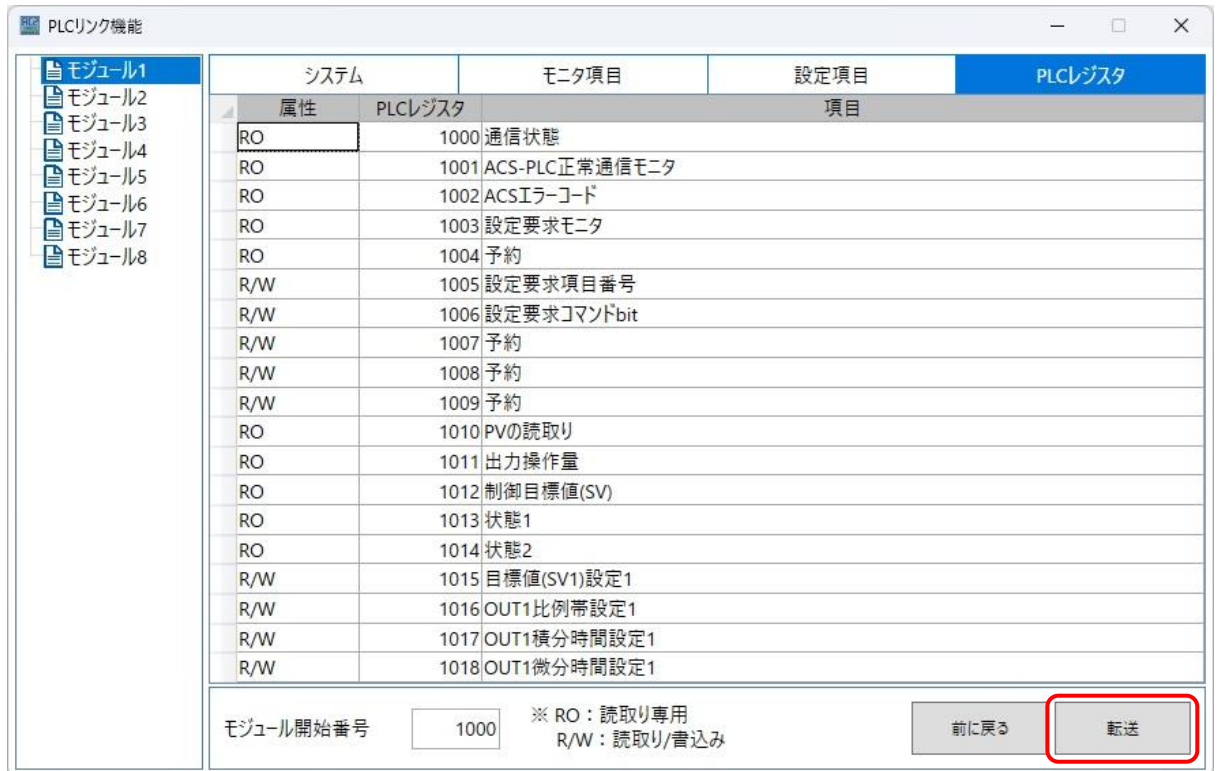 PLCリンク機能
モジュール1
モジュール2
モジュール3
モジュール4
モジュール5
モジュール6
モジュール7
モジュール8
システム モニタ項目 設定項目 PLCレジスタ
属性 PLCレジスタ 項目
RO 1000 通信状態
RO 1001 ACS-PLC正常通信モニタ
RO 1002 ACSエラーコード
RO 1003 設定要求モニタ
RO 1004 予約
R/W 1005 設定要求項目番号
R/W 1006 設定要求コマンドbit
R/W 1007 予約
R/W 1008 予約
R/W 1009 予約
RO 1010 PVの読取り
RO 1011 出力操作量
RO 1012 制御目標値(SV)
RO 1013 状態1
RO 1014 状態2
R/W 1015 目標値(SV1)設定1
R/W 1016 OUT1比例帯設定1
R/W 1017 OUT1積分時間設定1
R/W 1018 OUT1微分時間設定1
モジュール開始番号 1000
※ RO:読取り専用
R/W:読取り/書込み
前に戻る 転送